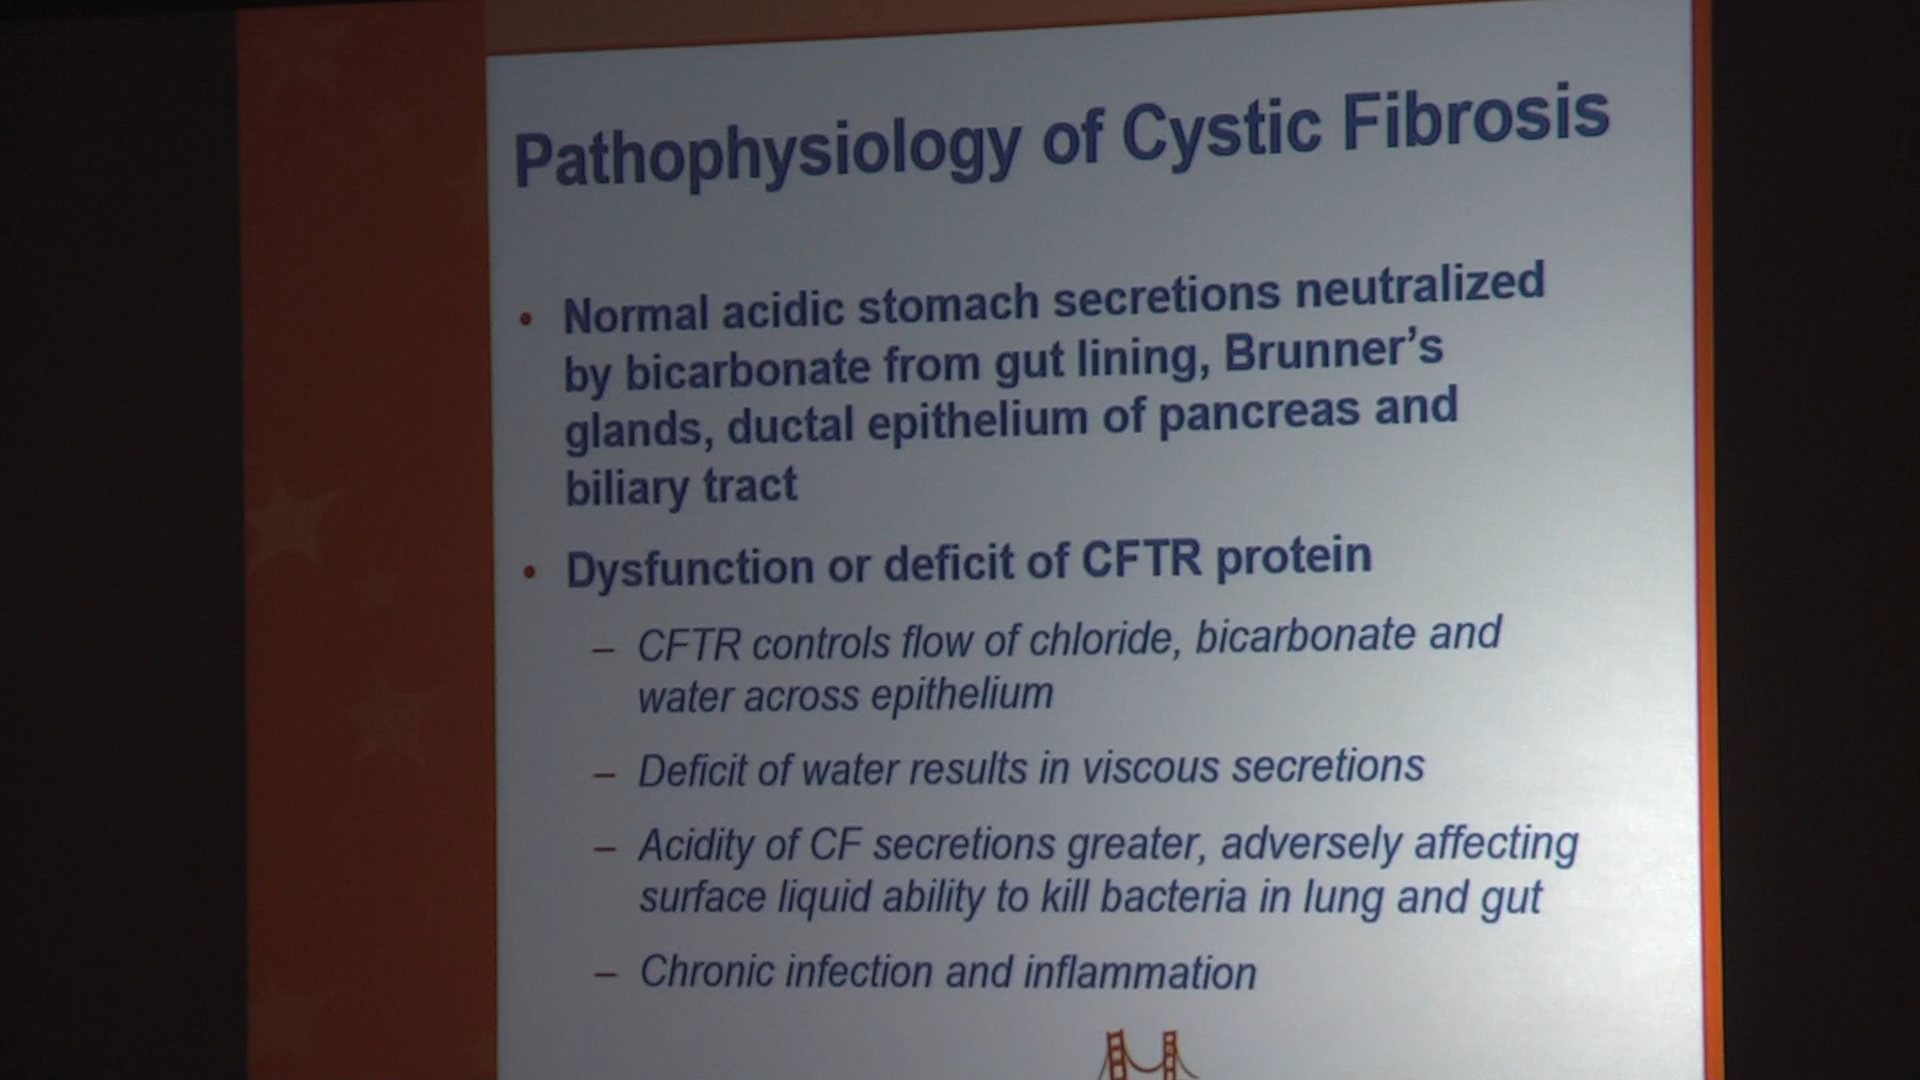 Pathophysiology of Cystic Fibrosis
• Normal acidic stomach secretions neutralized
by bicarbonate from gut lining, Brunner's
glands, ductal epithelium of pancreas and
biliary tract
• Dysfunction or deficit of CFTR protein
– CFTR controls flow of chloride, bicarbonate and
water across epithelium
– Deficit of water results in viscous secretions
– Acidity of CF secretions greater, adversely affecting
surface liquid ability to kill bacteria in lung and gut
– Chronic infection and inflammation